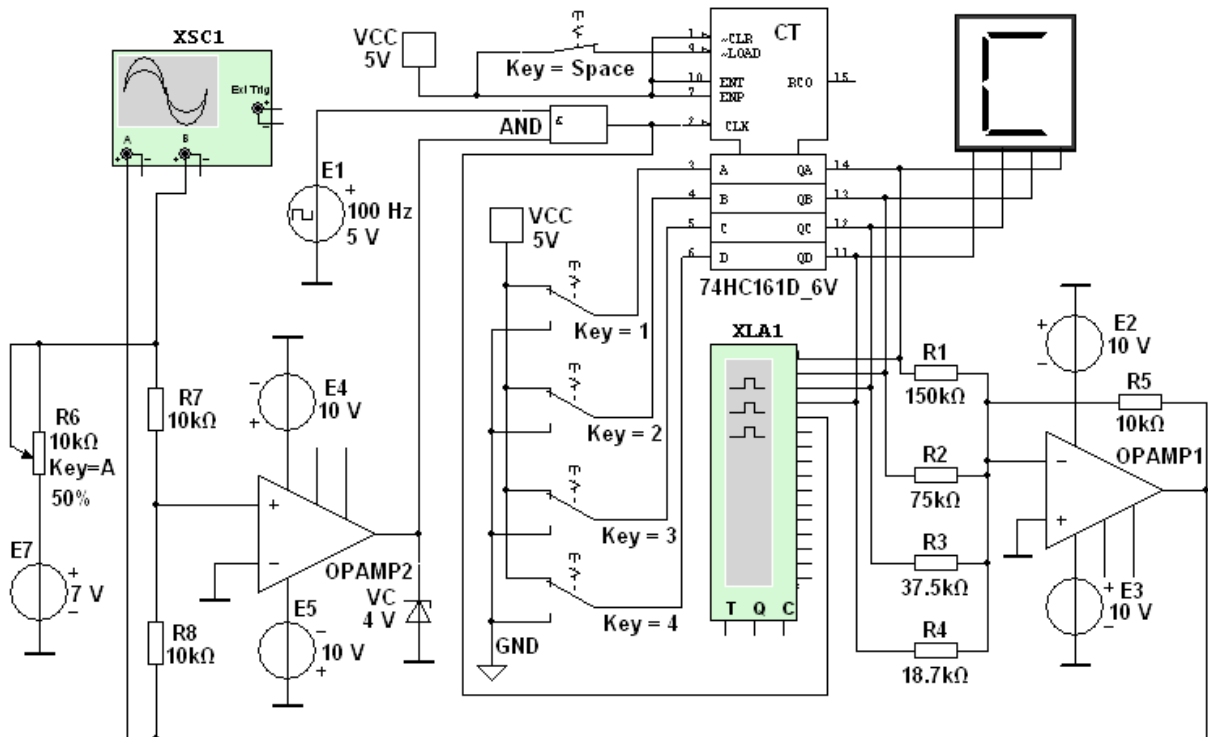 XSC1
Ext Trig
+
−
A
B
+ − + −
VCC
5V
Key = Space
CT
1 ~CLR
9 ~LOAD
10 ENT
7 ENP
RCO 15
2 CLK
AND
&
E1
+
100 Hz
5 V
3 A QA 14
4 B QB 13
5 C QC 12
6 D QD 11
74HC161D_6V
VCC
5V
Key = 1
Key = 2
Key = 3
Key = 4
GND
XLA1
T Q C
R1
150kΩ
R2
75kΩ
R3
37.5kΩ
R4
18.7kΩ
E2
+
10 V
−
R5
10kΩ
OPAMP1
−
+
E3
+
10 V
−
R6
10kΩ
Key=A
50%
R7
10kΩ
E4
−
10 V
+
E7
+
7 V
−
+
−
OPAMP2
VC
4 V
R8
10kΩ
E5
−
10 V
+